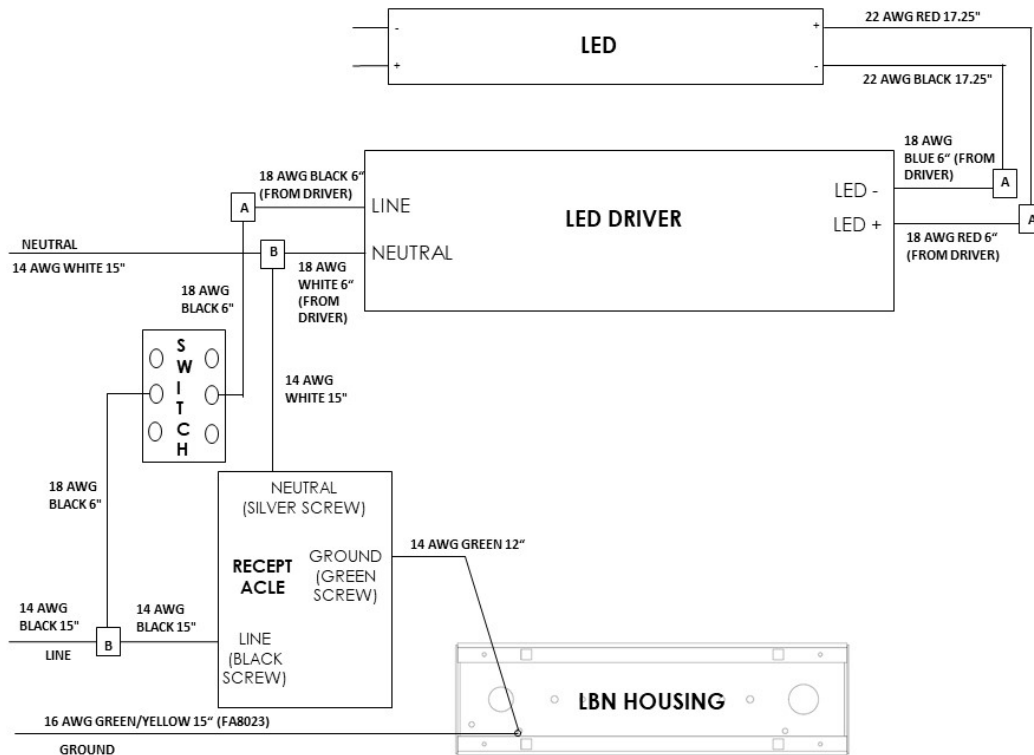 22 AWG RED 17.25"
-
+
LED
+
-
22 AWG BLACK 17.25"
18 AWG
BLUE 6“ (FROM
DRIVER)
A
A
18 AWG BLACK 6“
(FROM DRIVER)
A
LINE
LED DRIVER
LED -
LED +
18 AWG RED 6“
(FROM DRIVER)
NEUTRAL
14 AWG WHITE 15"
B
NEUTRAL
18 AWG
WHITE 6“
(FROM
DRIVER)
18 AWG
BLACK 6"
S
W
I
T
C
H
14 AWG
WHITE 15"
18 AWG
BLACK 6"
NEUTRAL
(SILVER SCREW)
RECEPT
ACLE
GROUND
(GREEN
SCREW)
14 AWG GREEN 12“
14 AWG
BLACK 15"
LINE
B
14 AWG
BLACK 15"
LINE
(BLACK
SCREW)
LBN HOUSING
16 AWG GREEN/YELLOW 15“ (FA8023)
GROUND